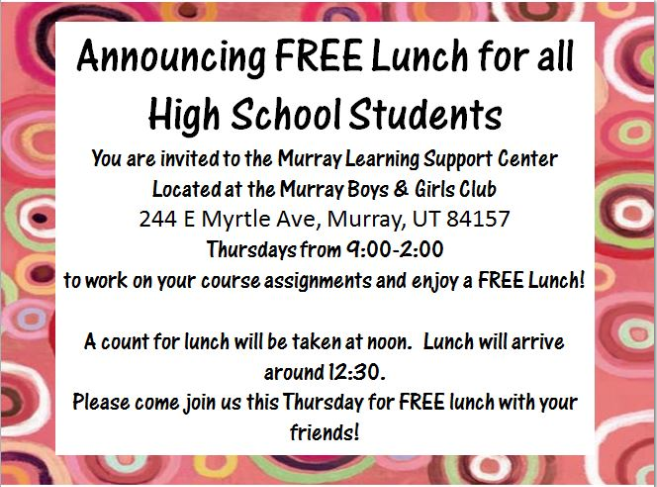 Announcing FREE Lunch for all
High School Students
You are invited to the Murray Learning Support Center
Located at the Murray Boys & Girls Club
244 E Myrtle Ave, Murray, UT 84157
Thursdays from 9:00-2:00
to work on your course assignments and enjoy a FREE Lunch!
A count for lunch will be taken at noon.  Lunch will arrive
around 12:30.
Please come join us this Thursday for FREE lunch with your
friends!